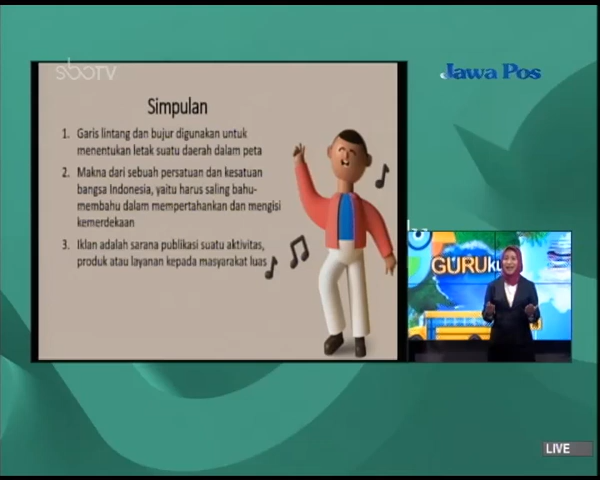 sbotv
Jawa Pos
Simpulan
1. Garis lintang dan bujur digunakan untuk
menentukan letak suatu daerah dalam peta
2. Makna dari sebuah persatuan dan kesatuan
bangsa Indonesia, yaitu harus saling bahu-
membahu dalam mempertahankan dan mengisi
kemerdekaan
3. Iklan adalah sarana publikasi suatu aktivitas,
produk atau layanan kepada masyarakat luas
GURUku
LIVE